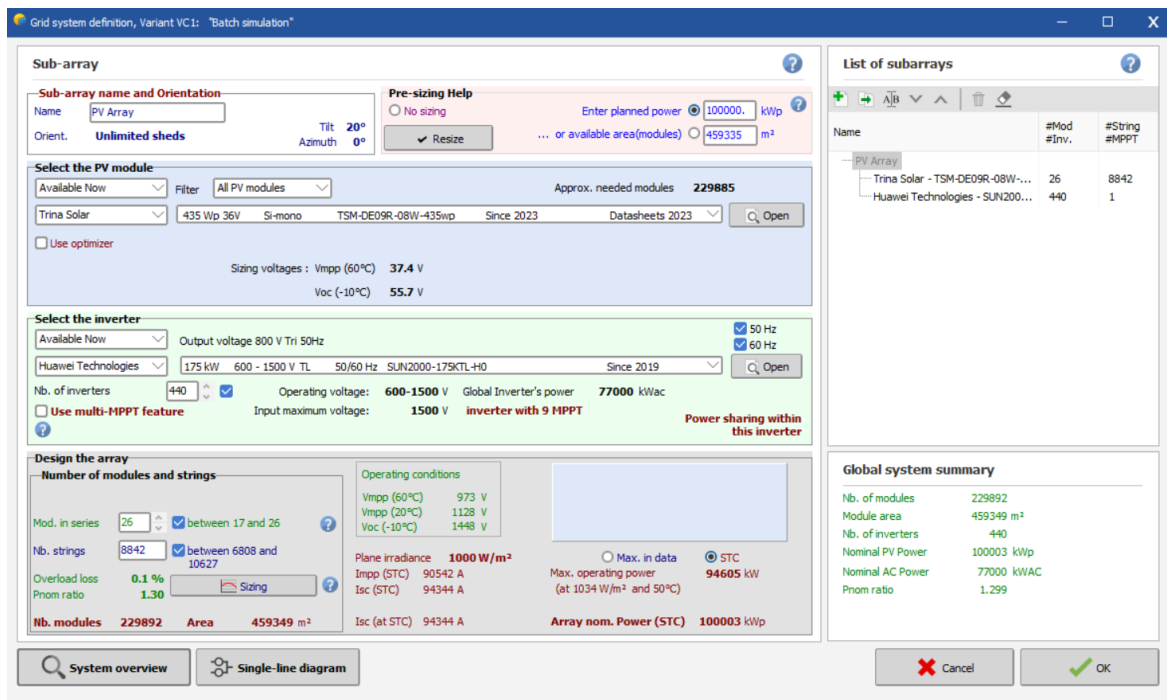 Grid system definition, Variant VC1: "Batch simulation"
Sub-array
Sub-array name and Orientation
Name PV Array
Orient. Unlimited sheds
Tilt 20°
Azimuth 0°
Pre-sizing Help
No sizing
Enter planned power 100000. kWp
Resize
... or available area(modules) 459335 m²
Select the PV module
Available Now Filter All PV modules Approx. needed modules 229885
Trina Solar 435 Wp 36V Si-mono TSM-DE09R-08W-435wp Since 2023 Datasheets 2023 Open
Use optimizer
Sizing voltages : Vmpp (60°C) 37.4 V
Voc (-10°C) 55.7 V
Select the inverter
Available Now Output voltage 800 V Tri 50Hz
50 Hz
60 Hz
Huawei Technologies 175 kW 600 - 1500 V TL 50/60 Hz SUN2000-175KTL-H0 Since 2019 Open
Nb. of inverters 440 Operating voltage: 600-1500 V Global Inverter's power 77000 kWac
Use multi-MPPT feature Input maximum voltage: 1500 V inverter with 9 MPPT
Power sharing within
this inverter
Design the array
Number of modules and strings
Mod. in series 26 between 17 and 26
Nb. strings 8842 between 6808 and
10627
Overload loss 0.1 %
Pnom ratio 1.30
Sizing
Nb. modules 229892 Area 459349 m²
Operating conditions
Vmpp (60°C) 973 V
Vmpp (20°C) 1128 V
Voc (-10°C) 1448 V
Plane irradiance 1000 W/m²
Impp (STC) 90542 A
Isc (STC) 94344 A
Isc (at STC) 94344 A
Max. in data STC
Max. operating power 94605 kW
(at 1034 W/m² and 50°C)
Array nom. Power (STC) 100003 kWp
List of subarrays
Name
#Mod
#Inv.
#String
#MPPT
PV Array
Trina Solar - TSM-DE09R-08W-... 26 8842
Huawei Technologies - SUN200... 440 1
Global system summary
Nb. of modules 229892
Module area 459349 m²
Nb. of inverters 440
Nominal PV Power 100003 kWp
Nominal AC Power 77000 kWAC
Pnom ratio 1.299
System overview
Single-line diagram
Cancel
OK